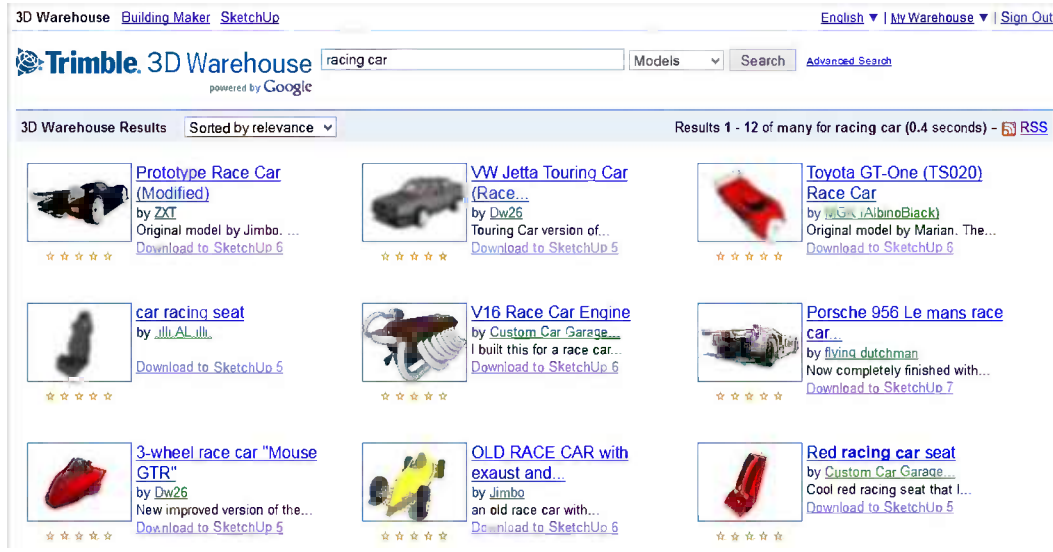 3D Warehouse Building Maker SketchUp English ▼ | My Warehouse ▼ | Sign Out
Trimble. 3D Warehouse racing car Models Search Advanced Search
powered by Google
3D Warehouse Results Sorted by relevance Results 1 - 12 of many for racing car (0.4 seconds) - RSS
Prototype Race Car
(Modified)
by ZXT
Original model by Jimbo. ...
Download to SketchUp 6
VW Jetta Touring Car
(Race...
by Dw26
Touring Car version of...
Download to SketchUp 5
Toyota GT-One (TS020)
Race Car
by (AlbinoBlack)
Original model by Marian. The...
Download to SketchUp 6
car racing seat
by .ıllı.AL.ıllı.
Download to SketchUp 5
V16 Race Car Engine
by Custom Car Garage...
I built this for a race car...
Download to SketchUp 6
Porsche 956 Le mans race
car...
by flying dutchman
Now completely finished with...
Download to SketchUp 7
3-wheel race car "Mouse
GTR"
by Dw26
New improved version of the...
Download to SketchUp 5
OLD RACE CAR with
exaust and...
by Jimbo
an old race car with...
Download to SketchUp 6
Red racing car seat
by Custom Car Garage...
Cool red racing seat that I...
Download to SketchUp 5